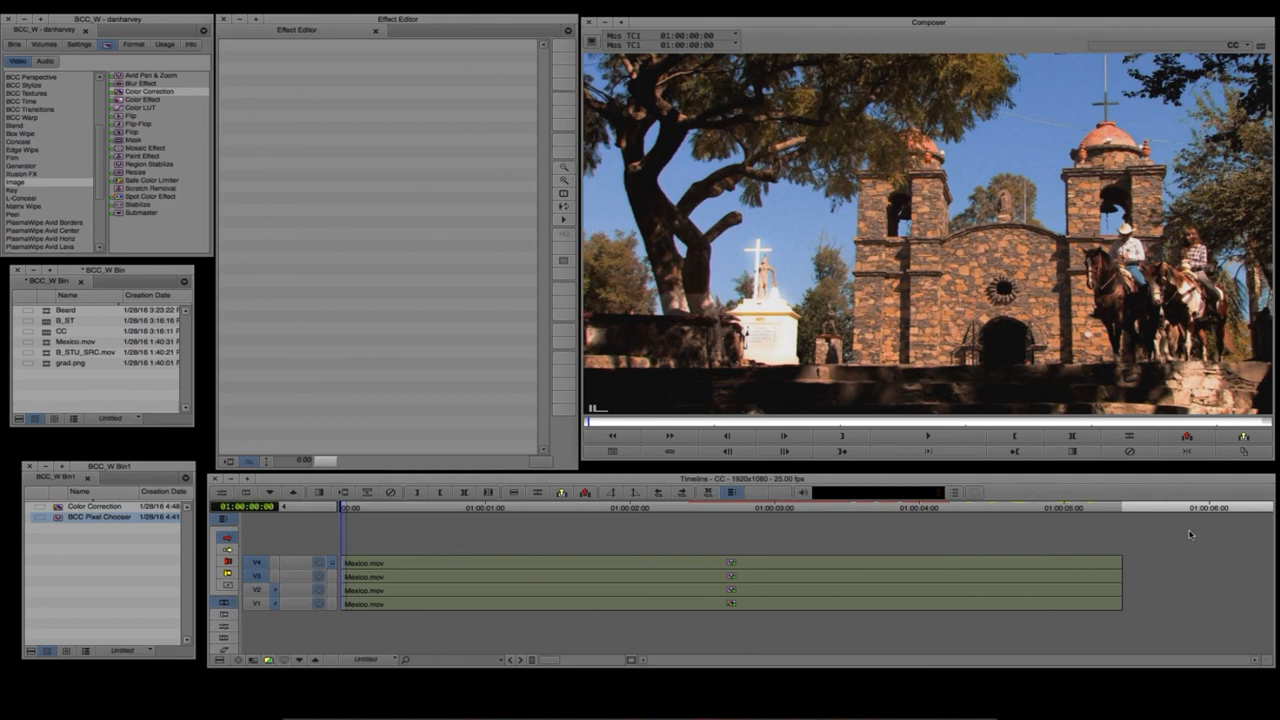 BCC_W - danharvey
BCC_W - danharvey
Bins Volumes Settings Format Usage Info
Video Audio
BCC Perspective
BCC Stylize
BCC Textures
BCC Time
BCC Transitions
BCC Warp
Blend
Box Wipe
Conceal
Edge Wipe
Film
Generator
Illusion FX
Image
Key
L-Conceal
Matrix Wipe
Peel
PlasmaWipe Avid Borders
PlasmaWipe Avid Center
PlasmaWipe Avid Horiz
PlasmaWipe Avid Lava
Avid Pan & Zoom
Blur Effect
Color Correction
Color Effect
Color LUT
Flip
Flip-Flop
Flop
Mask
Mosaic Effect
Paint Effect
Region Stabilize
Resize
Safe Color Limiter
Scratch Removal
Spot Color Effect
Stabilize
Submaster
* BCC_W Bin
* BCC_W Bin
Name Creation Date
Beard 1/28/16 3:23:22 F
B_ST 1/28/16 3:16:16 F
CC 1/28/16 3:16:11 F
Mexico.mov 1/28/16 1:40:31 F
B_STU_SRC.mov 1/28/16 1:40:21 F
grad.png 1/28/16 1:40:01 F
Untitled
BCC_W Bin1
BCC_W Bin1
Name Creation Date
Color Correction 1/28/16 4:48
BCC Pixel Chooser 1/28/16 4:41
Untitled
Effect Editor
Effect Editor
0:00
Composer
Mos TC1 01:00:00:00
Mos TC1 01:00:00:00
CC
Timeline - CC - 1920x1080 - 25.00 fps
01:00:00:00
00:00 01:00:01:00 01:00:02:00 01:00:03:00 01:00:04:00 01:00:05:00 01:00:06:00
V4 Mexico.mov
V3 Mexico.mov
V2 Mexico.mov
V1 Mexico.mov
Untitled